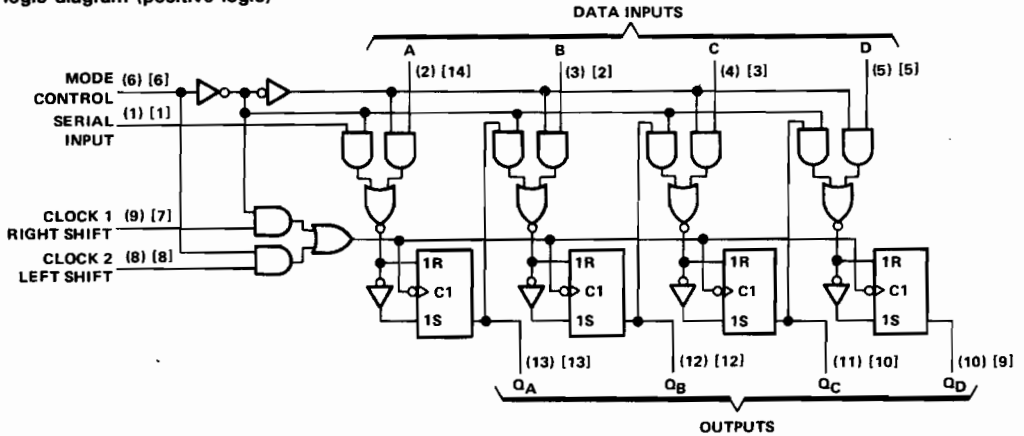 logic diagram (positive logic)
DATA INPUTS
A B C D
(2) [14] (3) [2] (4) [3] (5) [5]
MODE CONTROL (6) [6]
SERIAL INPUT (1) [1]
CLOCK 1 RIGHT SHIFT (9) [7]
CLOCK 2 LEFT SHIFT (8) [8]
1R 1R 1R 1R
C1 C1 C1 C1
1S 1S 1S 1S
(13) [13] (12) [12] (11) [10] (10) [9]
QA QB QC QD
OUTPUTS